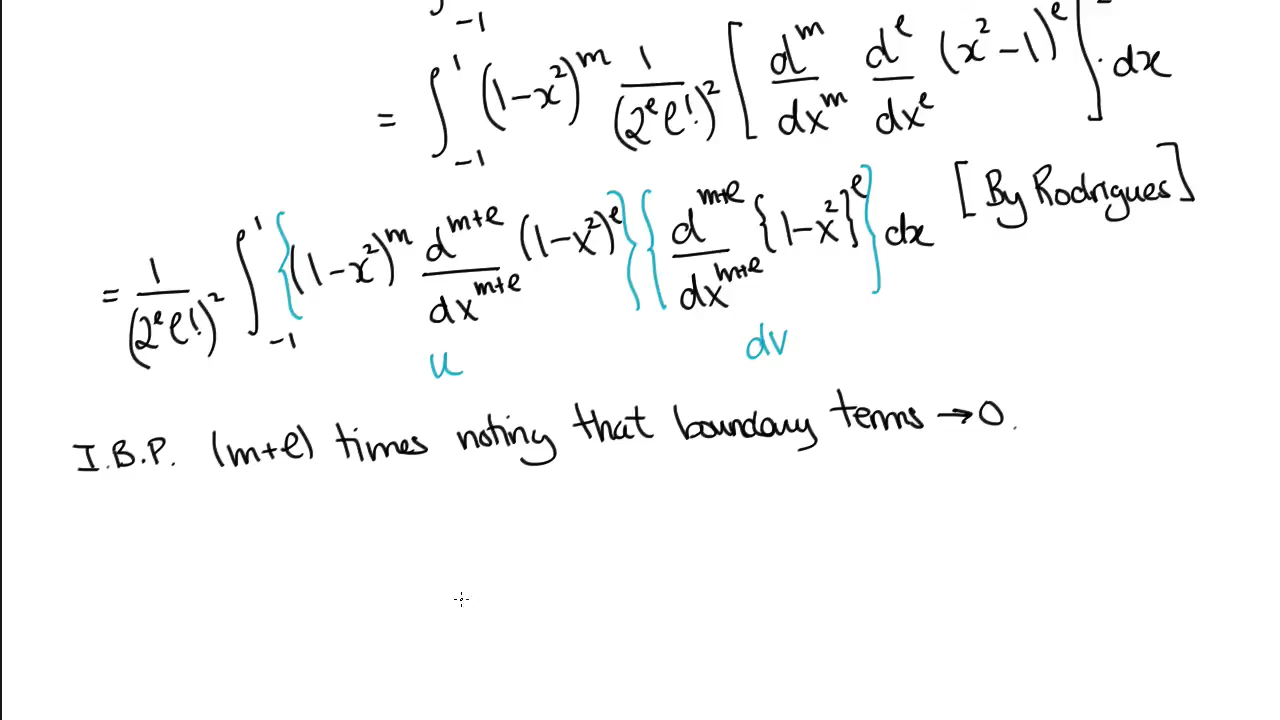 ∫_{-1}
= ∫_{-1}^{1} (1-x²)^m 1/(2^ℓ ℓ!)² [ d^m/dx^m d^ℓ/dx^ℓ (x²-1)^ℓ ]² · dx
= 1/(2^ℓ ℓ!)² ∫_{-1}^{1} { (1-x²)^m d^{m+ℓ}/dx^{m+ℓ} (1-x²)^ℓ } { d^{m+ℓ}/dx^{m+ℓ} {1-x²}^ℓ } dx [By Rodrigues]
u dv
I.B.P. (m+ℓ) times noting that boundary terms → 0.